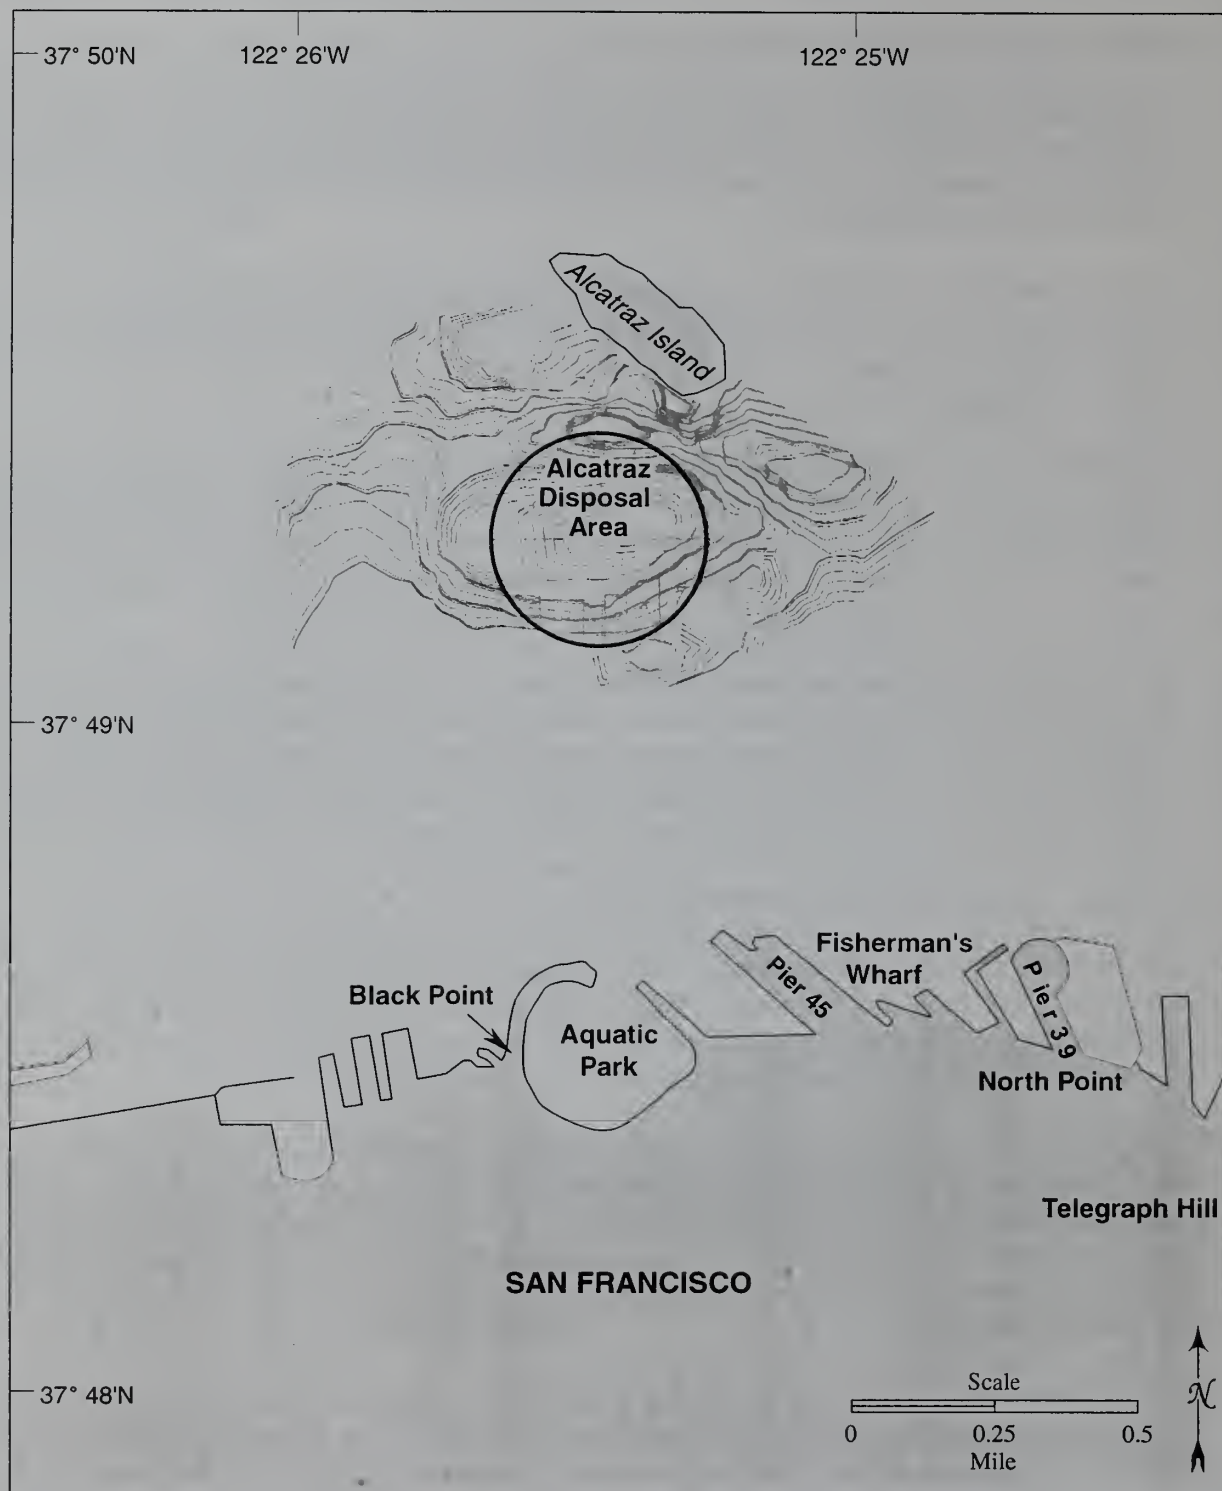 37° 50'N
122° 26'W
122° 25'W
Alcatraz Island
Alcatraz
Disposal
Area
37° 49'N
Fisherman's
Wharf
Pier 45
Pier 39
Black Point
Aquatic
Park
North Point
Telegraph Hill
SAN FRANCISCO
37° 48'N
Scale
0 0.25 0.5
Mile
N